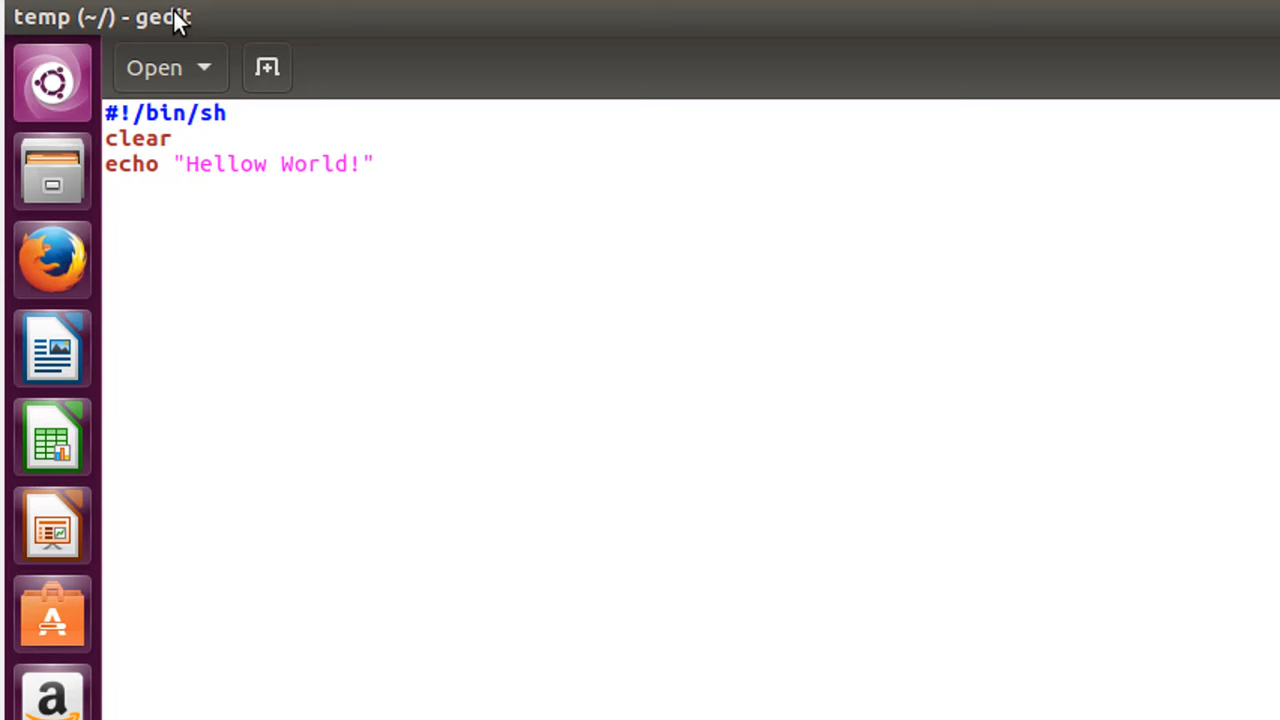 temp (~/) - gedit
Open
#!/bin/sh
clear
echo "Hellow World!"
A
a